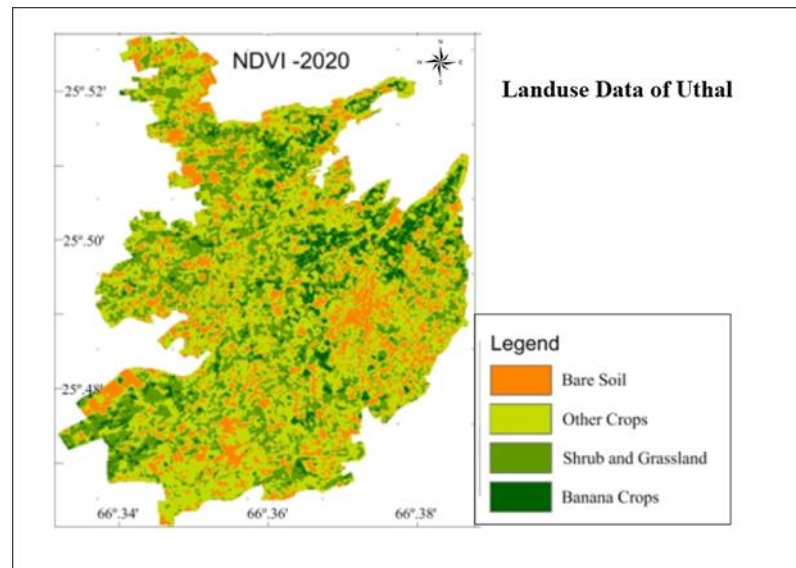 NDVI -2020
N
W
E
S
Landuse Data of Uthal
25°.52'
25°.50'
25°.48'
66°.34'
66°.36'
66°.38'
Legend
Bare Soil
Other Crops
Shrub and Grassland
Banana Crops